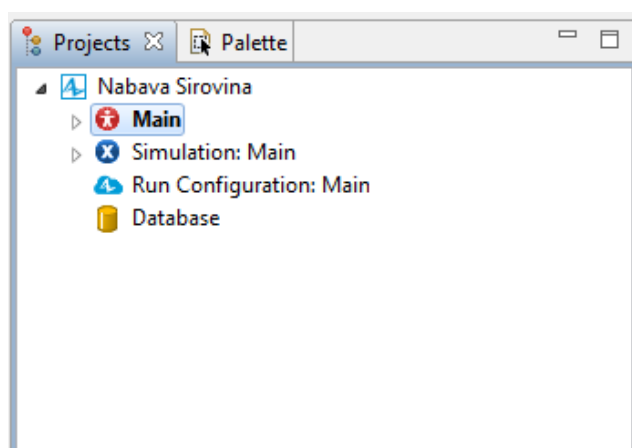 Projects Palette
Nabava Sirovina
Main
Simulation: Main
Run Configuration: Main
Database